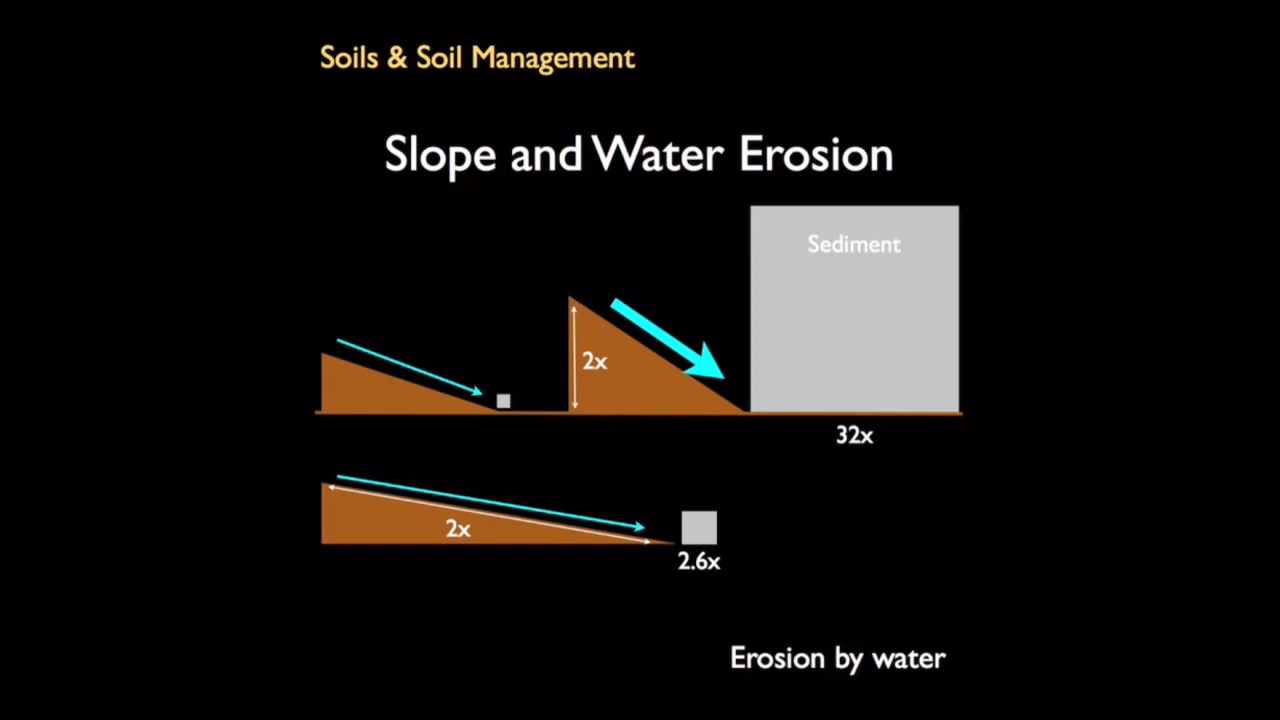 Soils & Soil Management
Slope and Water Erosion
Sediment
2x
32x
2x
2.6x
Erosion by water